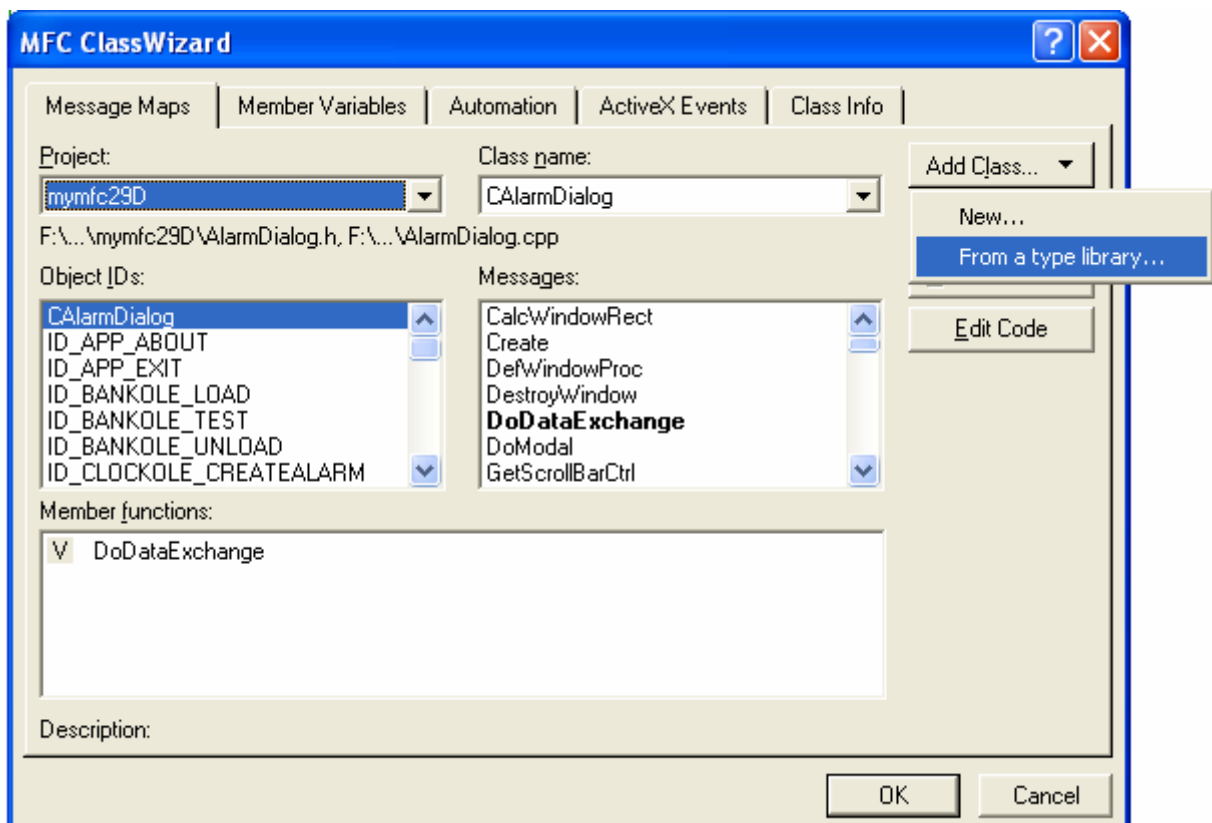 MFC ClassWizard
Message Maps Member Variables Automation ActiveX Events Class Info
Project: Class name: Add Class...
mymfc29D CAlarmDialog New...
F:\...\mymfc29D\AlarmDialog.h, F:\...\AlarmDialog.cpp From a type library...
Object IDs: Messages:
CAlarmDialog CalcWindowRect Edit Code
ID_APP_ABOUT Create
ID_APP_EXIT DefWindowProc
ID_BANKOLE_LOAD DestroyWindow
ID_BANKOLE_TEST DoDataExchange
ID_BANKOLE_UNLOAD DoModal
ID_CLOCKOLE_CREATEALARM GetScrollBarCtrl
Member functions:
V DoDataExchange
Description:
OK Cancel